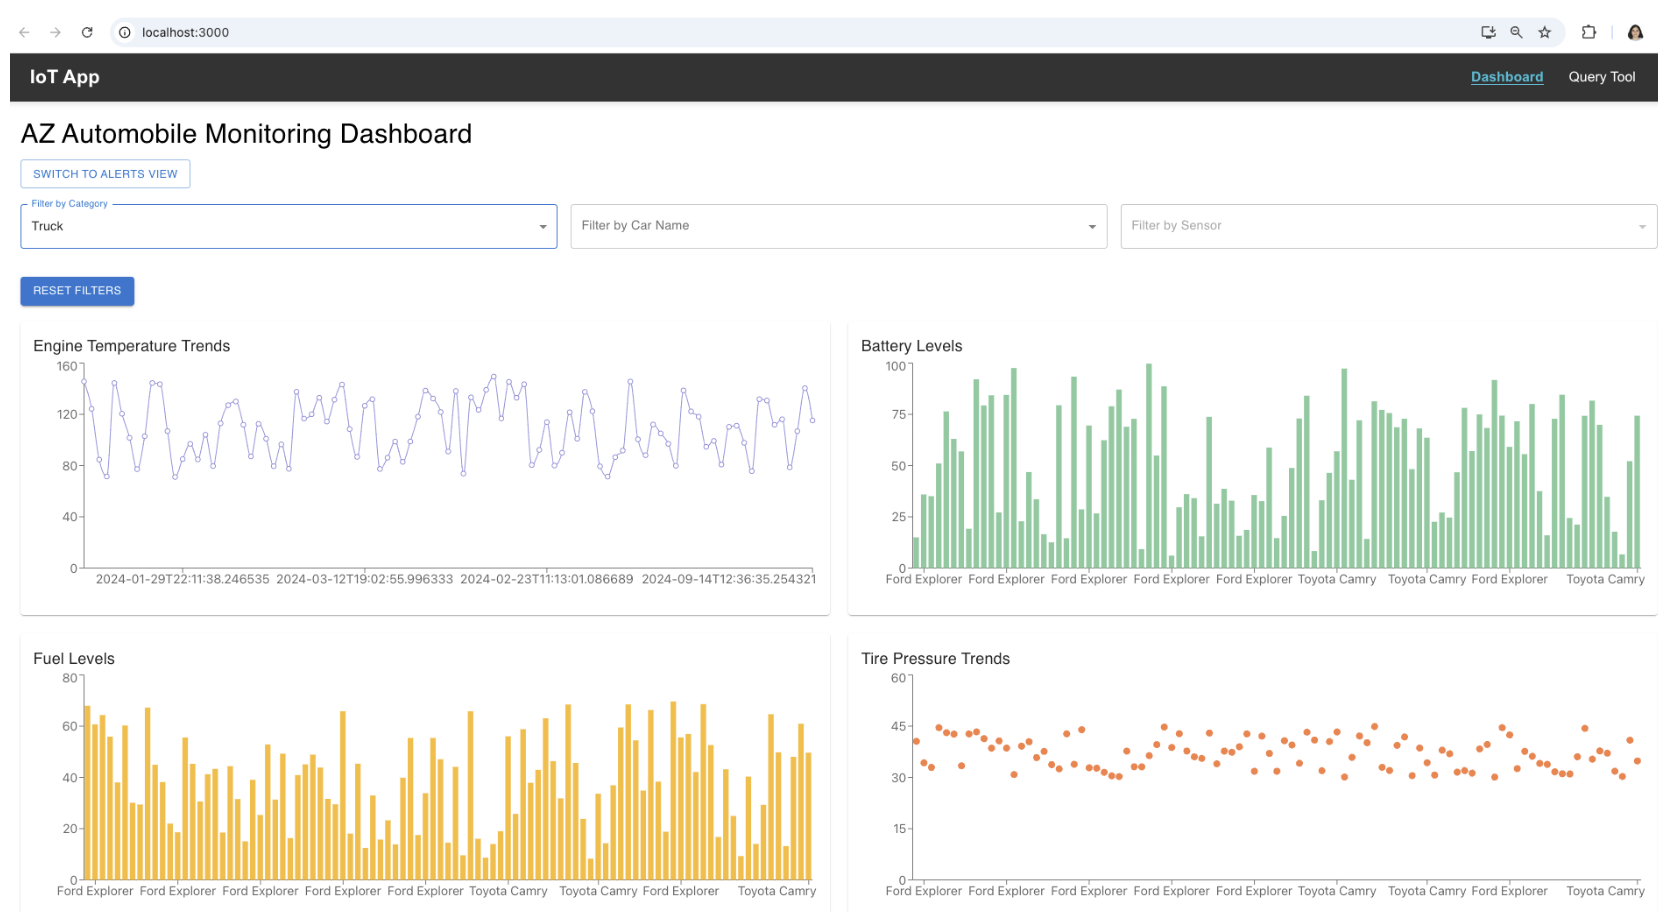 localhost:3000
IoT App
Dashboard
Query Tool
AZ Automobile Monitoring Dashboard
SWITCH TO ALERTS VIEW
Filter by Category
Truck
Filter by Car Name
Filter by Sensor
RESET FILTERS
Engine Temperature Trends
160
120
80
40
0
2024-01-29T22:11:38.246535 2024-03-12T19:02:55.996333 2024-02-23T11:13:01.086689 2024-09-14T12:36:35.254321
Battery Levels
100
75
50
25
0
Ford Explorer Ford Explorer Ford Explorer Ford Explorer Ford Explorer Toyota Camry Toyota Camry Ford Explorer Toyota Camry
Fuel Levels
80
60
40
20
0
Ford Explorer Ford Explorer Ford Explorer Ford Explorer Ford Explorer Toyota Camry Toyota Camry Ford Explorer Toyota Camry
Tire Pressure Trends
60
45
30
15
0
Ford Explorer Ford Explorer Ford Explorer Ford Explorer Ford Explorer Toyota Camry Toyota Camry Ford Explorer Toyota Camry